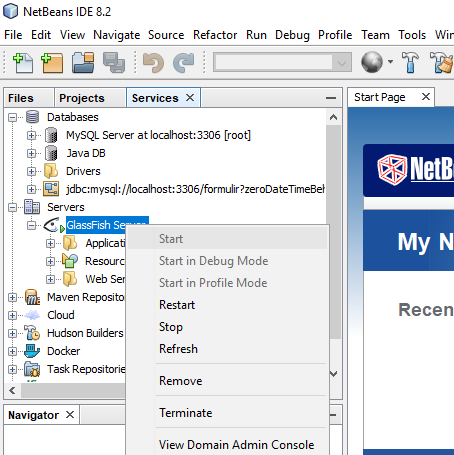 NetBeans IDE 8.2
File Edit View Navigate Source Refactor Run Debug Profile Team Tools
Files Projects Services
Start Page
Databases
MySQL Server at localhost:3306 [root]
Java DB
Drivers
jdbc:mysql://localhost:3306/formulir?zeroDateTimeBeh
Servers
GlassFish Server
Start
Applicati
Start in Debug Mode
Resourc
Start in Profile Mode
Web Ser
Restart
Maven Reposito
Stop
Cloud
Refresh
Hudson Builders
Docker
Remove
Task Repositorie
Terminate
Navigator
View Domain Admin Console
NetBe
My N
Recen